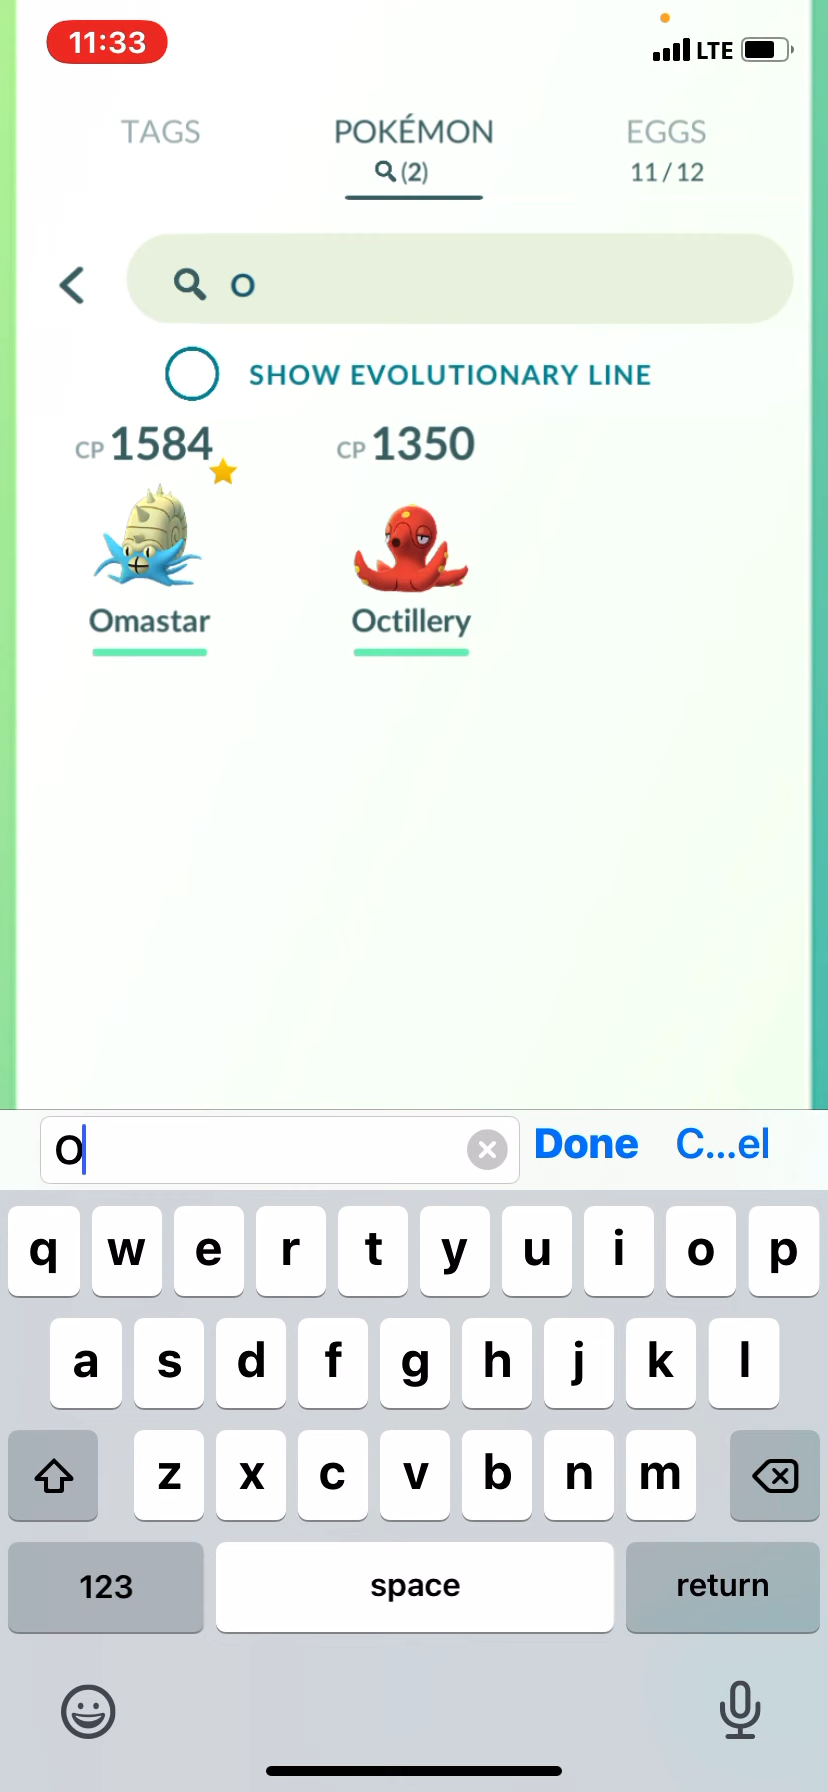 11:33
LTE
TAGS
POKÉMON
EGGS
(2)
11/12
O
SHOW EVOLUTIONARY LINE
CP 1584
CP 1350
Omastar
Octillery
O
Done
C...el
q w e r t y u i o p
a s d f g h j k l
z x c v b n m
123
space
return